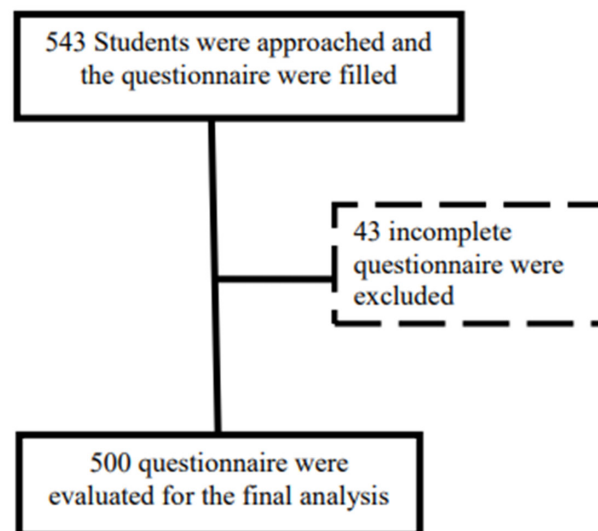 543 Students were approached and
the questionnaire were filled
43 incomplete
questionnaire were
excluded
500 questionnaire were
evaluated for the final analysis